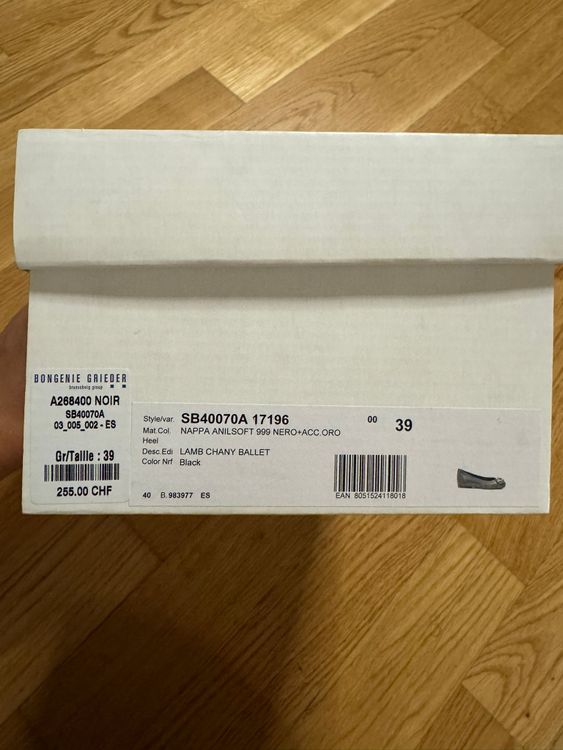 BONGENIE GRIEDER
brunschwig group
A268400 NOIR
SB40070A
03_005_002 - ES
Gr/Taille : 39
255.00 CHF
Style/var. SB40070A 17196 00 39
Mat.Col. NAPPA ANILSOFT 999 NERO+ACC.ORO
Heel
Desc.Edi LAMB CHANY BALLET
Color Nrf Black
40 B. 983977 ES
EAN 8051524118018